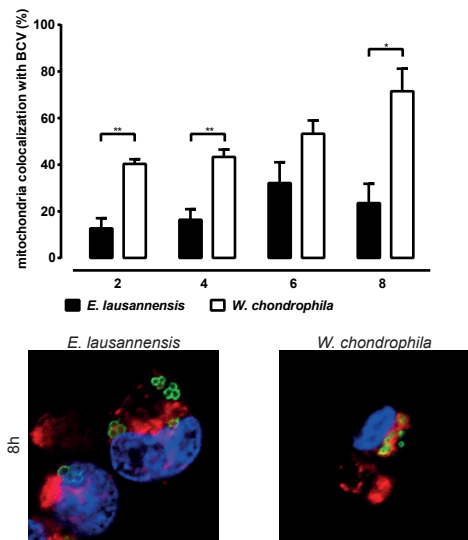 mitochondria colocalization with BCV (%)
100
80
60
40
20
0
**
**
*
2
4
6
8
E. lausannensis
W. chondrophila
E. lausannensis
W. chondrophila
8h